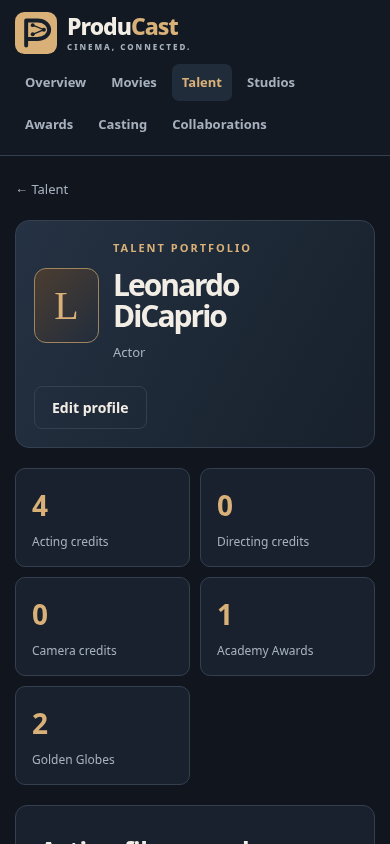 ProduCast
CINEMA, CONNECTED.
Overview Movies Talent Studios
Awards Casting Collaborations
← Talent
TALENT PORTFOLIO
L
Leonardo
DiCaprio
Actor
Edit profile
4 0
Acting credits Directing credits
0 1
Camera credits Academy Awards
2
Golden Globes